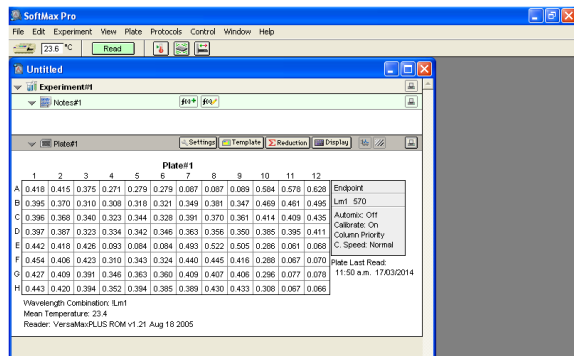 SoftMax Pro
File Edit Experiment View Plate Protocols Control Window Help
23.6 °C Read
Untitled
Experiment#1
Notes#1
Plate#1 Settings Template Reduction Display
Plate#1
1 2 3 4 5 6 7 8 9 10 11 12
A 0.418 0.415 0.375 0.271 0.279 0.279 0.087 0.087 0.089 0.584 0.578 0.628 Endpoint
B 0.395 0.370 0.310 0.308 0.318 0.321 0.349 0.381 0.347 0.469 0.461 0.495 Lm1 570
C 0.396 0.368 0.340 0.323 0.344 0.328 0.391 0.370 0.361 0.414 0.409 0.435 Automix: Off
Calibrate: On
D 0.397 0.387 0.323 0.334 0.342 0.346 0.363 0.356 0.350 0.385 0.395 0.411 Column Priority
E 0.442 0.418 0.426 0.093 0.084 0.084 0.493 0.522 0.505 0.286 0.061 0.068 C. Speed: Normal
F 0.454 0.406 0.423 0.310 0.343 0.324 0.440 0.445 0.416 0.288 0.067 0.070 Plate Last Read:
G 0.427 0.409 0.391 0.346 0.363 0.360 0.409 0.407 0.406 0.296 0.077 0.078 11:50 a.m. 17/03/2014
H 0.443 0.420 0.394 0.352 0.394 0.385 0.389 0.430 0.433 0.308 0.067 0.066
Wavelength Combination: !Lm1
Mean Temperature: 23.4
Reader: VersaMaxPLUS ROM v1.21 Aug 18 2005